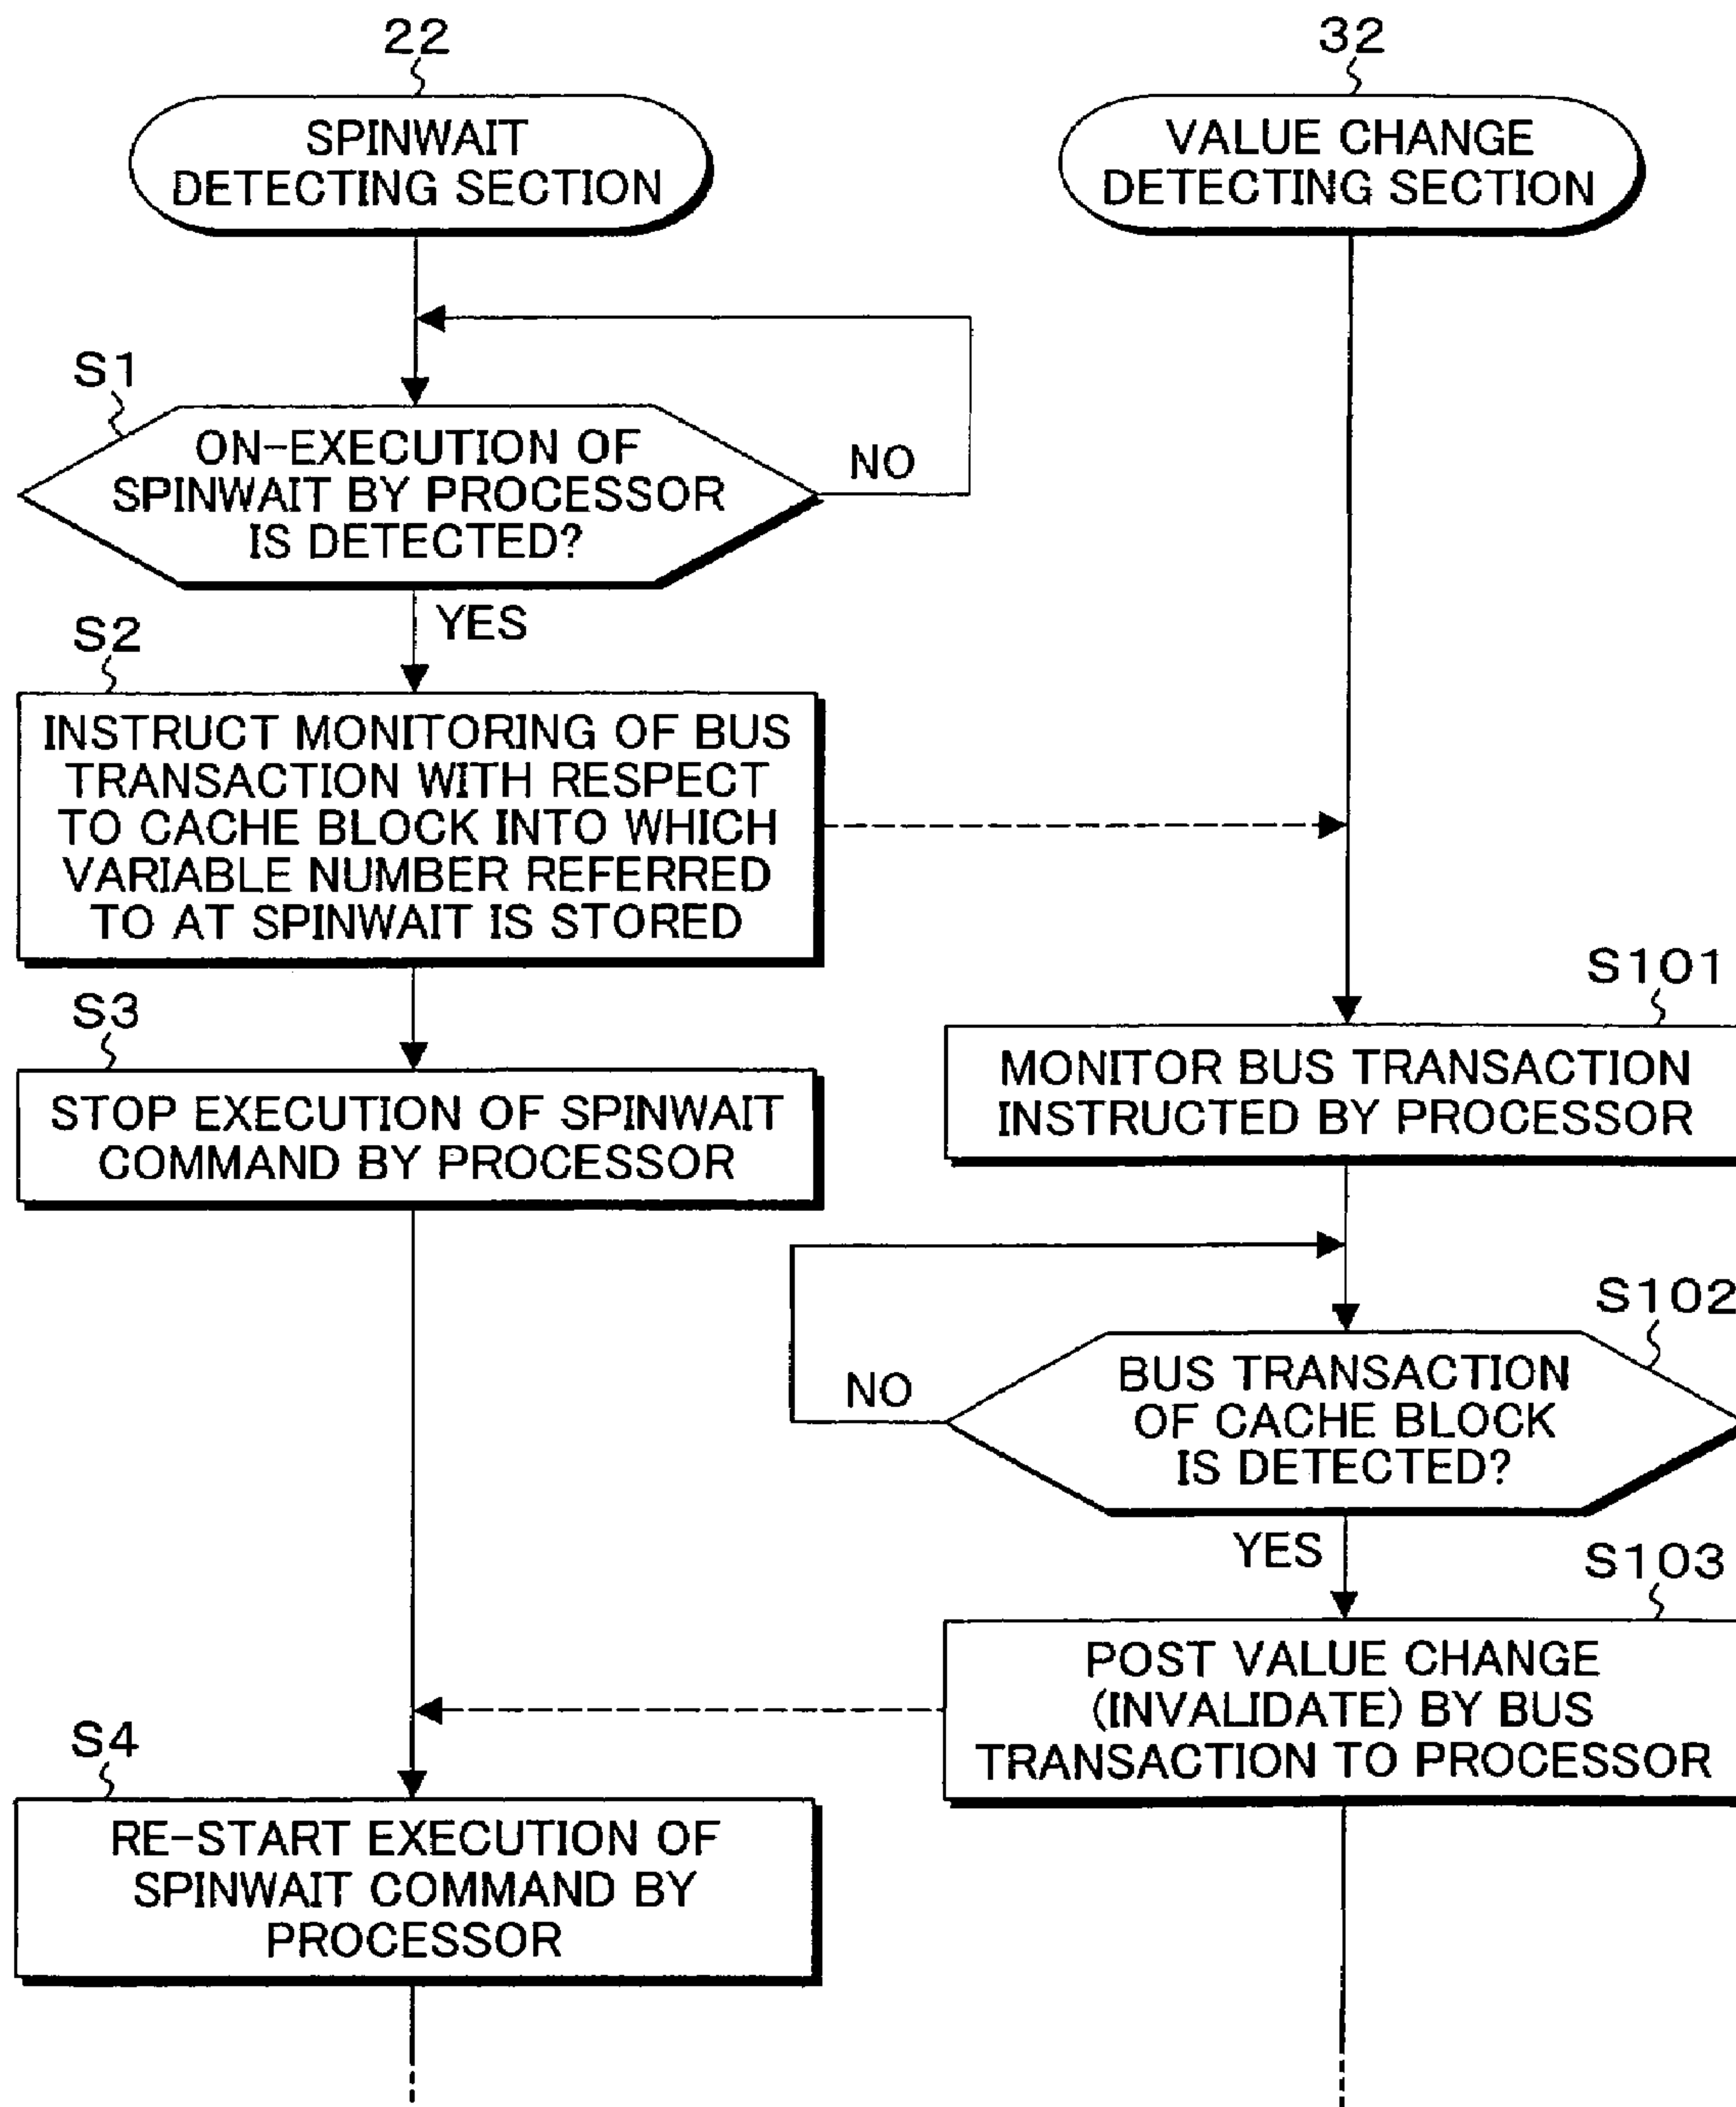 22
SPINWAIT
DETECTING SECTION
32
VALUE CHANGE
DETECTING SECTION
S1
ON-EXECUTION OF
SPINWAIT BY PROCESSOR
IS DETECTED?
NO
YES
S2
INSTRUCT MONITORING OF BUS
TRANSACTION WITH RESPECT
TO CACHE BLOCK INTO WHICH
VARIABLE NUMBER REFERRED
TO AT SPINWAIT IS STORED
S3
STOP EXECUTION OF SPINWAIT
COMMAND BY PROCESSOR
S101
MONITOR BUS TRANSACTION
INSTRUCTED BY PROCESSOR
S102
BUS TRANSACTION
OF CACHE BLOCK
IS DETECTED?
NO
YES
S103
POST VALUE CHANGE
(INVALIDATE) BY BUS
TRANSACTION TO PROCESSOR
S4
RE-START EXECUTION OF
SPINWAIT COMMAND BY
PROCESSOR